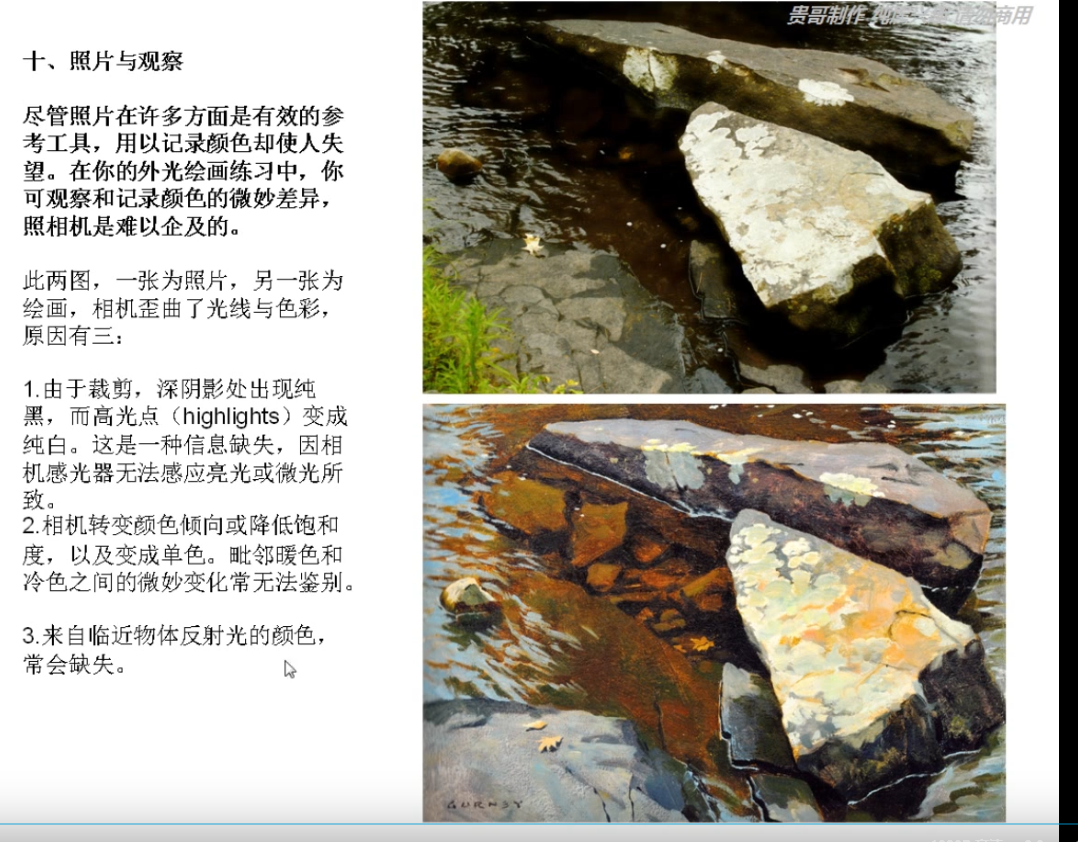 贵哥制作
十、照片与观察
尽管照片在许多方面是有效的参
考工具，用以记录颜色却使人失
望。在你的外光绘画练习中，你
可观察和记录颜色的微妙差异，
照相机是难以企及的。
此两图，一张为照片，另一张为
绘画，相机歪曲了光线与色彩，
原因有三：
1.由于裁剪，深阴影处出现纯
黑，而高光点（highlights）变成
纯白。这是一种信息缺失，因相
机感光器无法感应亮光或微光所
致。
2.相机转变颜色倾向或降低饱和
度，以及变成单色。毗邻暖色和
冷色之间的微妙变化常无法鉴别。
3.来自临近物体反射光的颜色，
常会缺失。
GURNEY